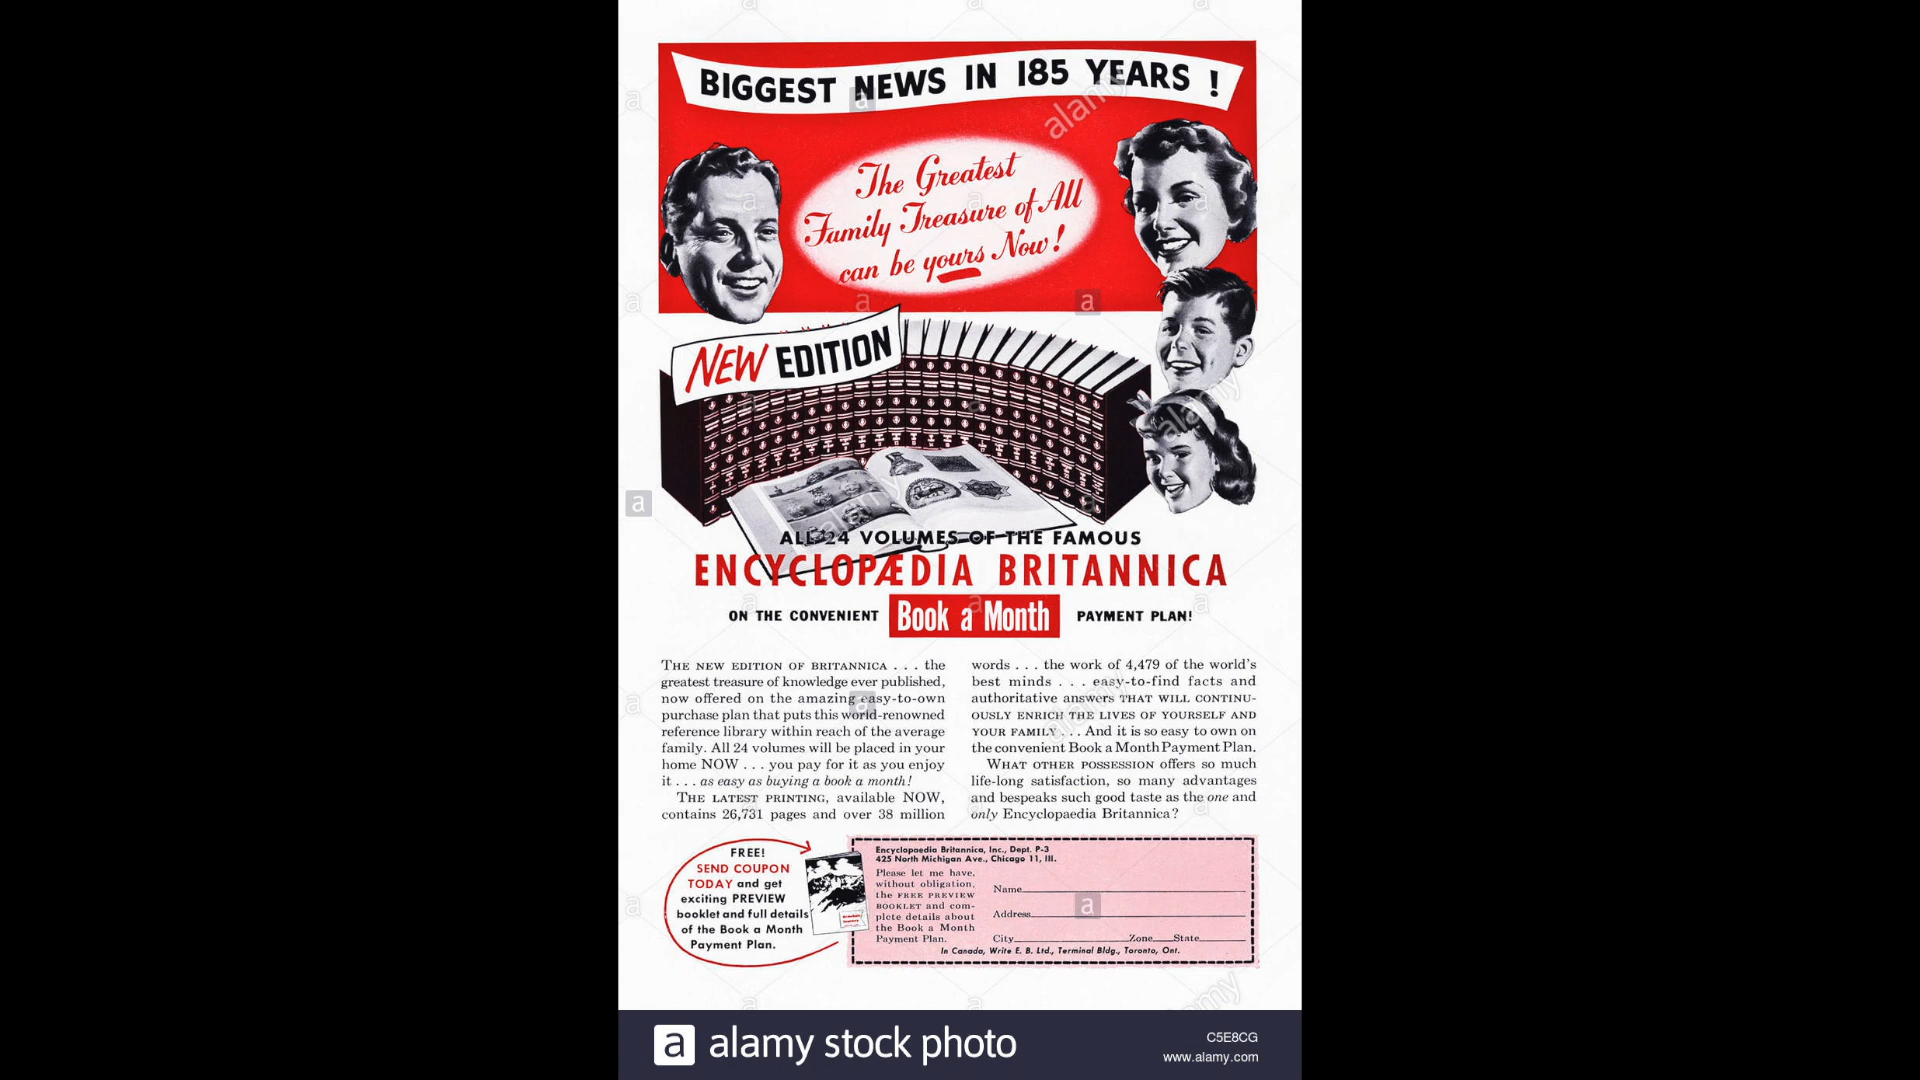 BIGGEST NEWS IN 185 YEARS !
The Greatest
Family Treasure of All
can be yours Now!
NEW EDITION
ALL 24 VOLUMES OF THE FAMOUS
ENCYCLOPÆDIA BRITANNICA
ON THE CONVENIENT Book a Month PAYMENT PLAN!
THE NEW EDITION OF BRITANNICA . . . the
greatest treasure of knowledge ever published,
now offered on the amazing easy-to-own
purchase plan that puts this world-renowned
reference library within reach of the average
family. All 24 volumes will be placed in your
home NOW . . . you pay for it as you enjoy
it . . . as easy as buying a book a month!
THE LATEST PRINTING, available NOW,
contains 26,731 pages and over 38 million
words . . . the work of 4,479 of the world's
best minds . . . easy-to-find facts and
authoritative answers THAT WILL CONTINU-
OUSLY ENRICH THE LIVES OF YOURSELF AND
YOUR FAMILY . . . And it is so easy to own on
the convenient Book a Month Payment Plan.
WHAT OTHER POSSESSION offers so much
life-long satisfaction, so many advantages
and bespeaks such good taste as the one and
only Encyclopaedia Britannica?
FREE!
SEND COUPON
TODAY and get
exciting PREVIEW
booklet and full details
of the Book a Month
Payment Plan.
Encyclopaedia Britannica, Inc., Dept. P-3
425 North Michigan Ave., Chicago 11, Ill.
Please let me have,
without obligation,
the FREE PREVIEW
BOOKLET and com-
plete details about
the Book a Month
Payment Plan.
Name
Address
City Zone State
In Canada, Write E. B. Ltd., Terminal Bldg., Toronto, Ont.
a alamy stock photo
C5E8CG
www.alamy.com